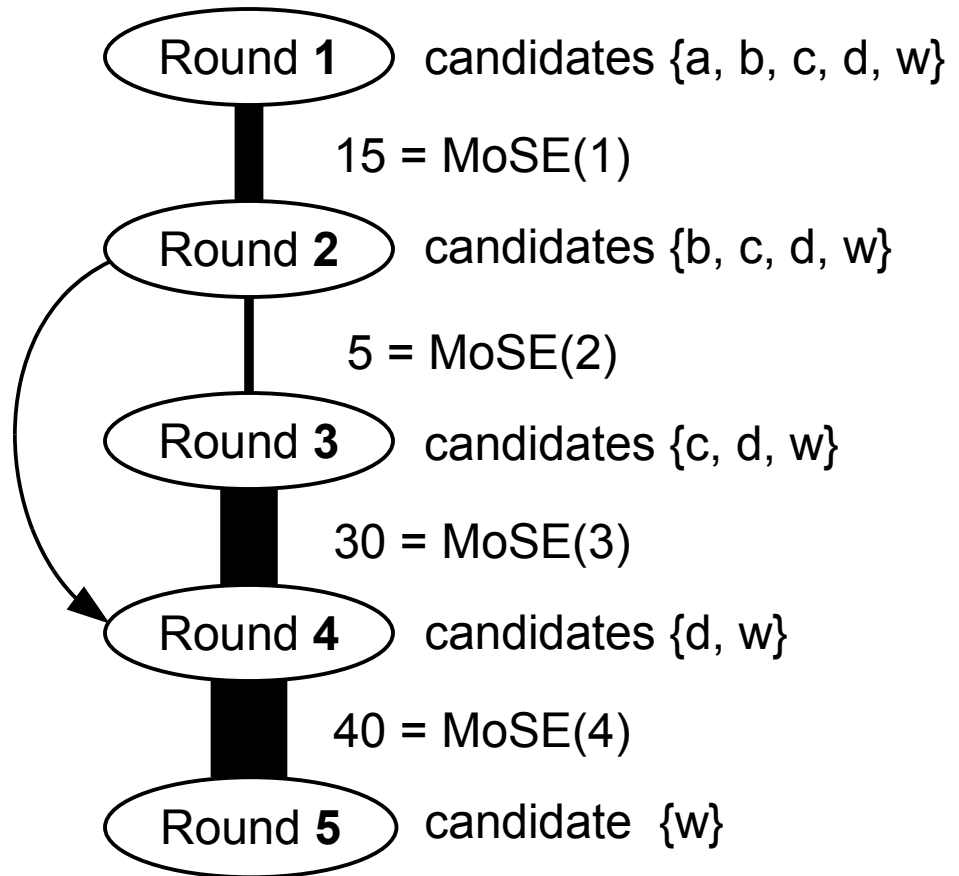 Round 1 candidates {a, b, c, d, w}
15 = MoSE(1)
Round 2 candidates {b, c, d, w}
5 = MoSE(2)
Round 3 candidates {c, d, w}
30 = MoSE(3)
Round 4 candidates {d, w}
40 = MoSE(4)
Round 5 candidate {w}